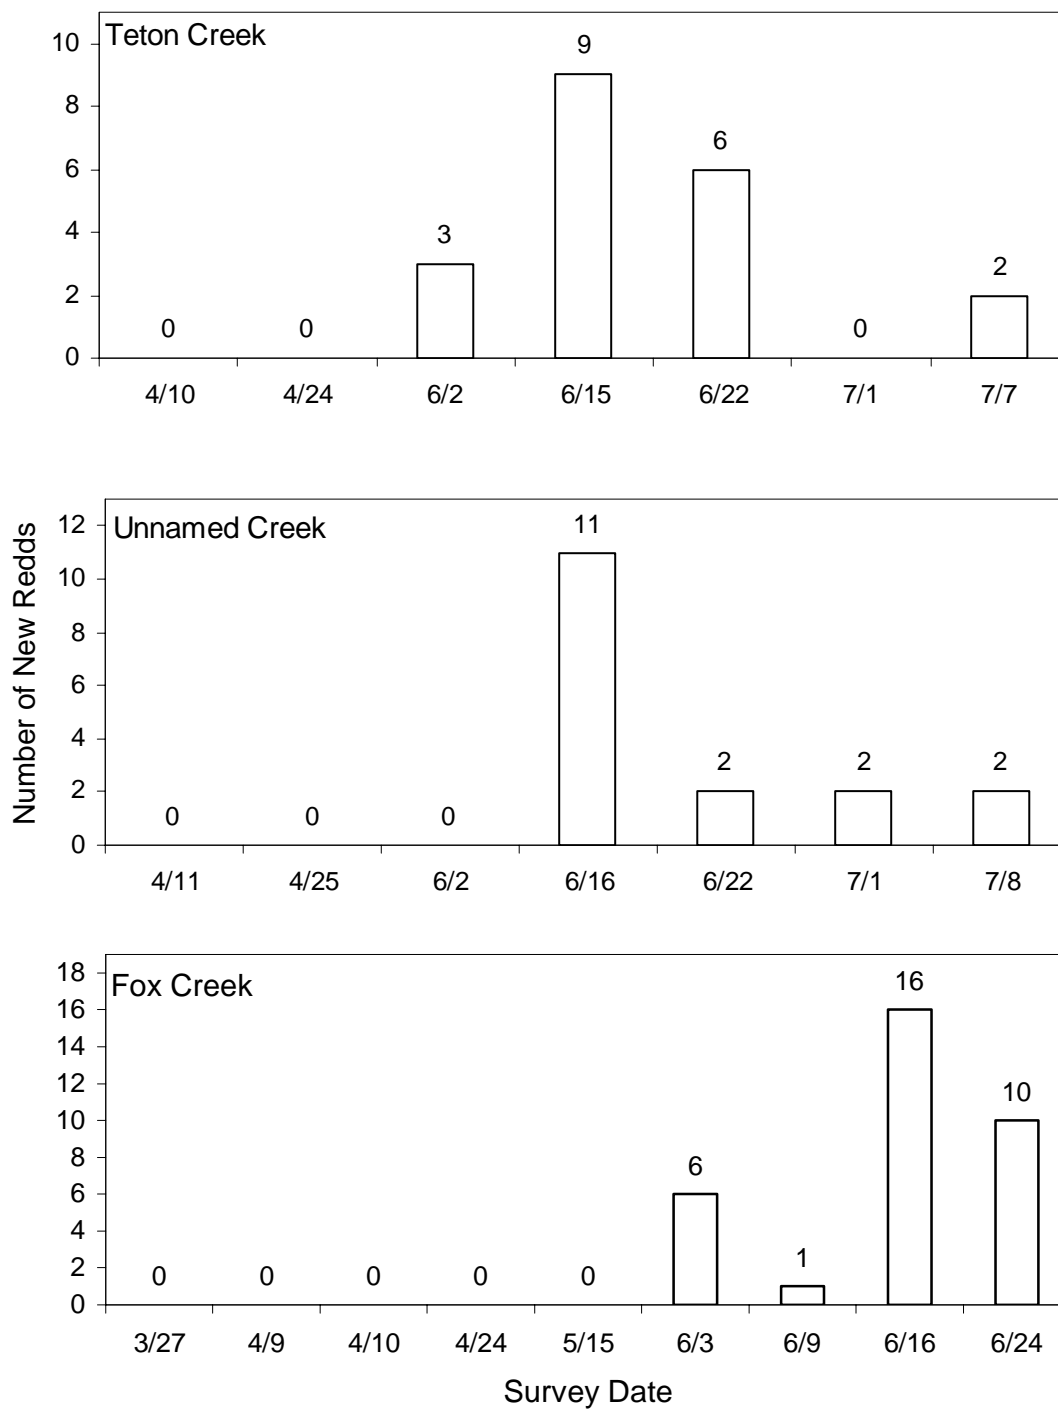 Teton Creek
10
8
6
4
2
0
0 0 3 9 6 0 2
4/10 4/24 6/2 6/15 6/22 7/1 7/7
Number of New Redds
Unnamed Creek
12
10
8
6
4
2
0
0 0 0 11 2 2 2
4/11 4/25 6/2 6/16 6/22 7/1 7/8
Fox Creek
18
16
14
12
10
8
6
4
2
0
0 0 0 0 0 6 1 16 10
3/27 4/9 4/10 4/24 5/15 6/3 6/9 6/16 6/24
Survey Date